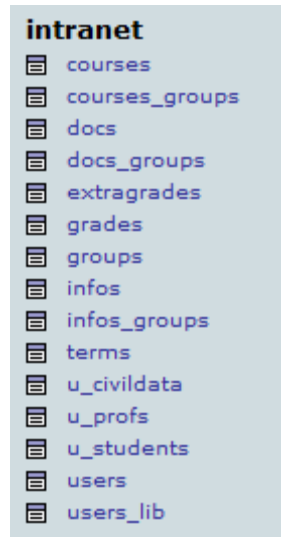 intranet
courses
courses_groups
docs
docs_groups
extragrades
grades
groups
infos
infos_groups
terms
u_civildata
u_profs
u_students
users
users_lib